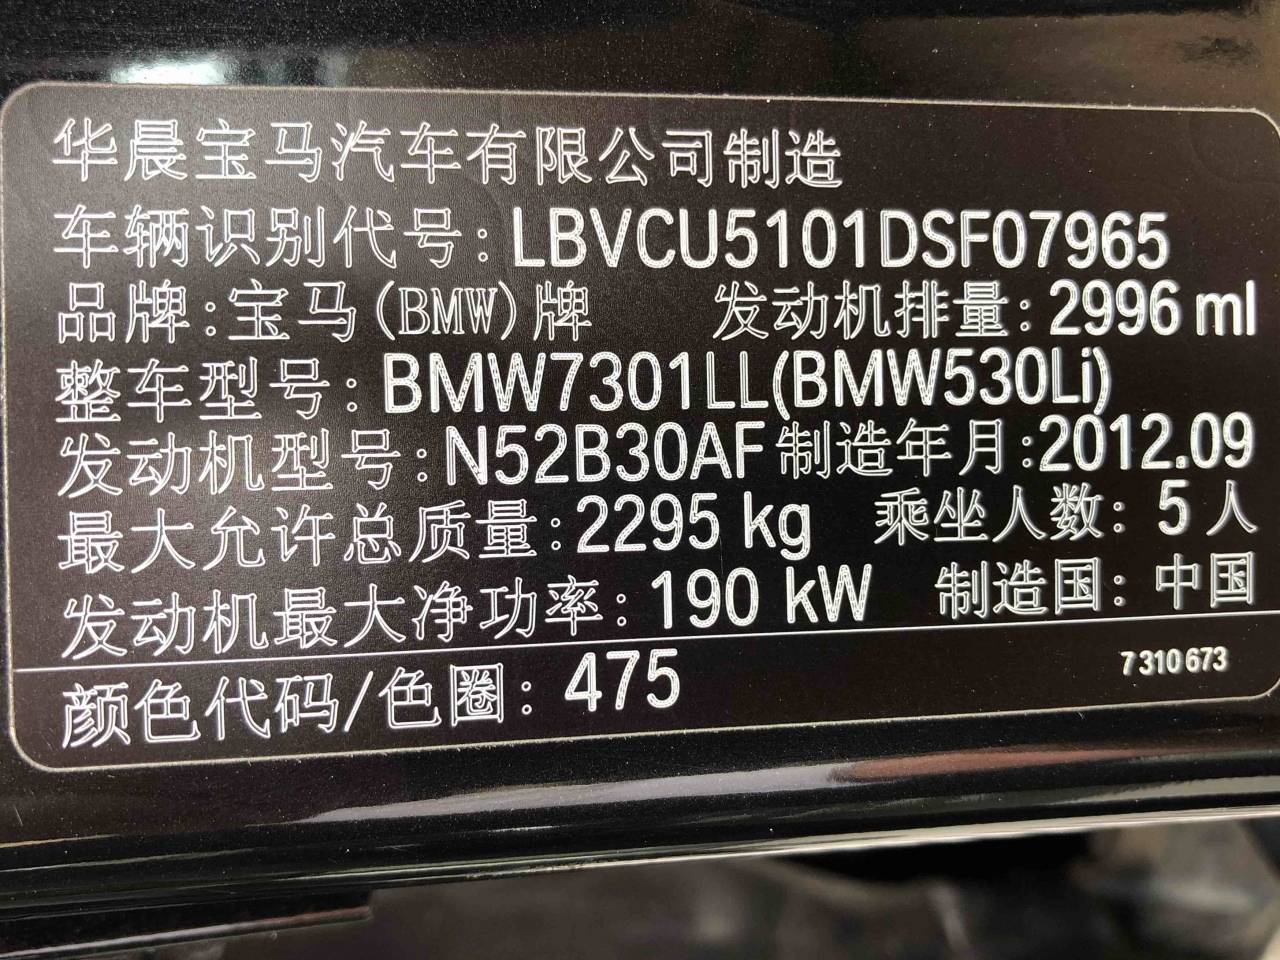 华晨宝马汽车有限公司制造
车辆识别代号:LBVCU5101DSF07965
品牌:宝马(BMW)牌 发动机排量:2996 ml
整车型号:BMW7301LL(BMW530Li)
发动机型号:N52B30AF 制造年月:2012.09
最大允许总质量:2295 kg 乘坐人数: 5人
发动机最大净功率:190 kW 制造国:中国
颜色代码/色圈:475 7310673